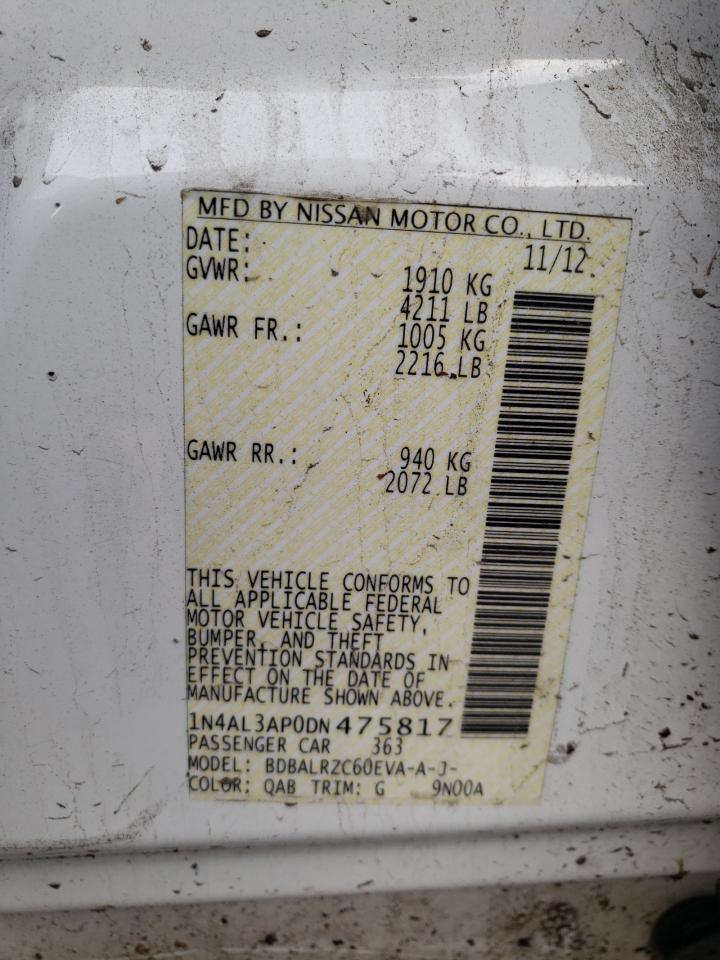 MFD BY NISSAN MOTOR CO., LTD.
DATE: 11/12
GVWR: 1910 KG
4211 LB
GAWR FR.: 1005 KG
2216 LB
GAWR RR.: 940 KG
2072 LB
THIS VEHICLE CONFORMS TO
ALL APPLICABLE FEDERAL
MOTOR VEHICLE SAFETY,
BUMPER, AND THEFT
PREVENTION STANDARDS IN
EFFECT ON THE DATE OF
MANUFACTURE SHOWN ABOVE.
1N4AL3AP0DN475817
PASSENGER CAR 363
MODEL: BDBALRZC60EVA-A-J-
COLOR: QAB TRIM: G 9N00A